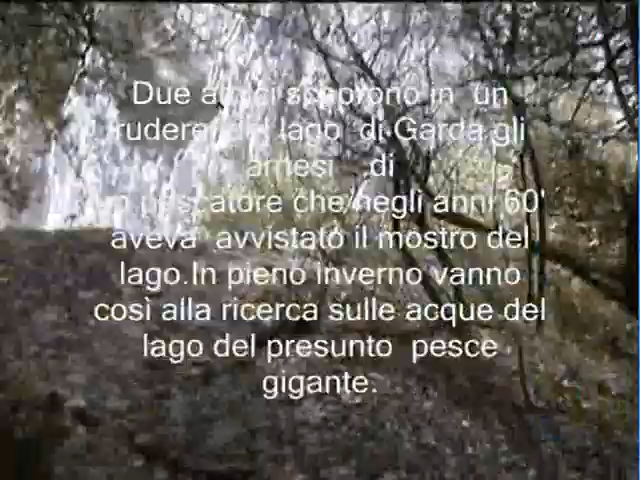 Due amici scoprono in un
rudere del lago di Garda gli
arnesi di
un pescatore che negli anni 60'
aveva avvistato il mostro del
lago.In pieno inverno vanno
così alla ricerca sulle acque del
lago del presunto pesce
gigante.